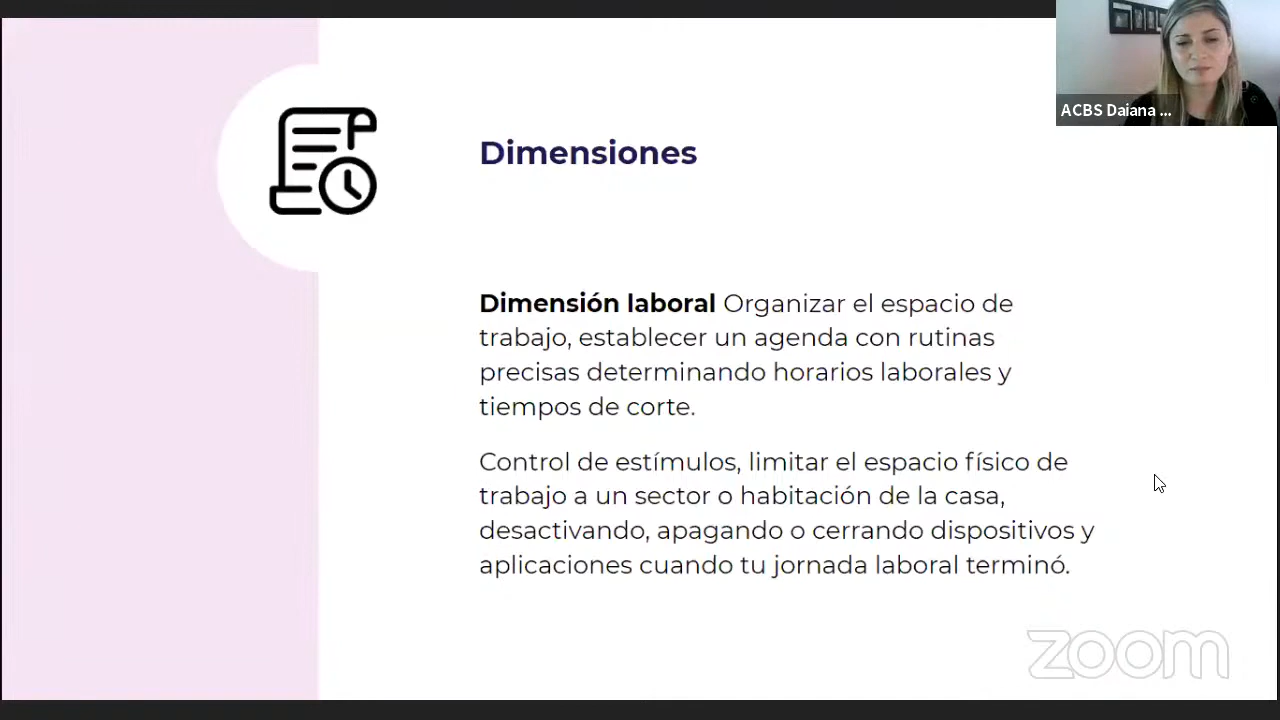 ACBS Daiana ...
Dimensiones
Dimensión laboral Organizar el espacio de
trabajo, establecer un agenda con rutinas
precisas determinando horarios laborales y
tiempos de corte.
Control de estímulos, limitar el espacio físico de
trabajo a un sector o habitación de la casa,
desactivando, apagando o cerrando dispositivos y
aplicaciones cuando tu jornada laboral terminó.
zoom